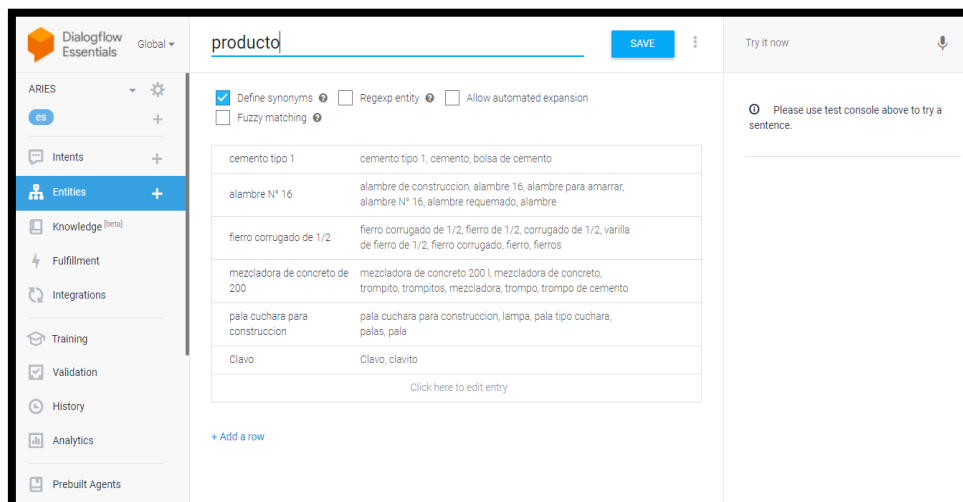 Dialogflow
Essentials
Global
producto
SAVE
Try it now
ARIES
es
Define synonyms
Regexp entity
Allow automated expansion
Fuzzy matching
Please use test console above to try a
sentence.
Intents
Entities
Knowledge [beta]
Fulfillment
Integrations
Training
Validation
History
Analytics
Prebuilt Agents
cemento tipo 1
cemento tipo 1, cemento, bolsa de cemento
alambre N° 16
alambre de construccion, alambre 16, alambre para amarrar,
alambre N° 16, alambre requemado, alambre
fierro corrugado de 1/2
fierro corrugado de 1/2, fierro de 1/2, corrugado de 1/2, varilla
de fierro de 1/2, fierro corrugado, fierro, fierros
mezcladora de concreto de
200
mezcladora de concreto 200 l, mezcladora de concreto,
trompito, trompitos, mezcladora, trompo, trompo de cemento
pala cuchara para
construccion
pala cuchara para construccion, lampa, pala tipo cuchara,
palas, pala
Clavo
Clavo, clavito
Click here to edit entry
+ Add a row